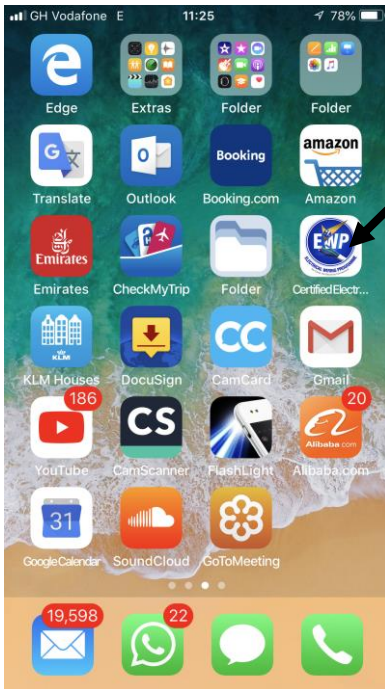 GH Vodafone E 11:25 78%
Edge Extras Folder Folder
Booking amazon
Translate Outlook Booking.com Amazon
Emirates EWP
Emirates CheckMyTrip Folder Certified Electr...
KLM CC
KLM Houses DocuSign CamCard Gmail
186 20
CS Alibaba.com
YouTube CamScanner FlashLight Alibaba.com
31
Google Calendar SoundCloud GoToMeeting
19,598 22